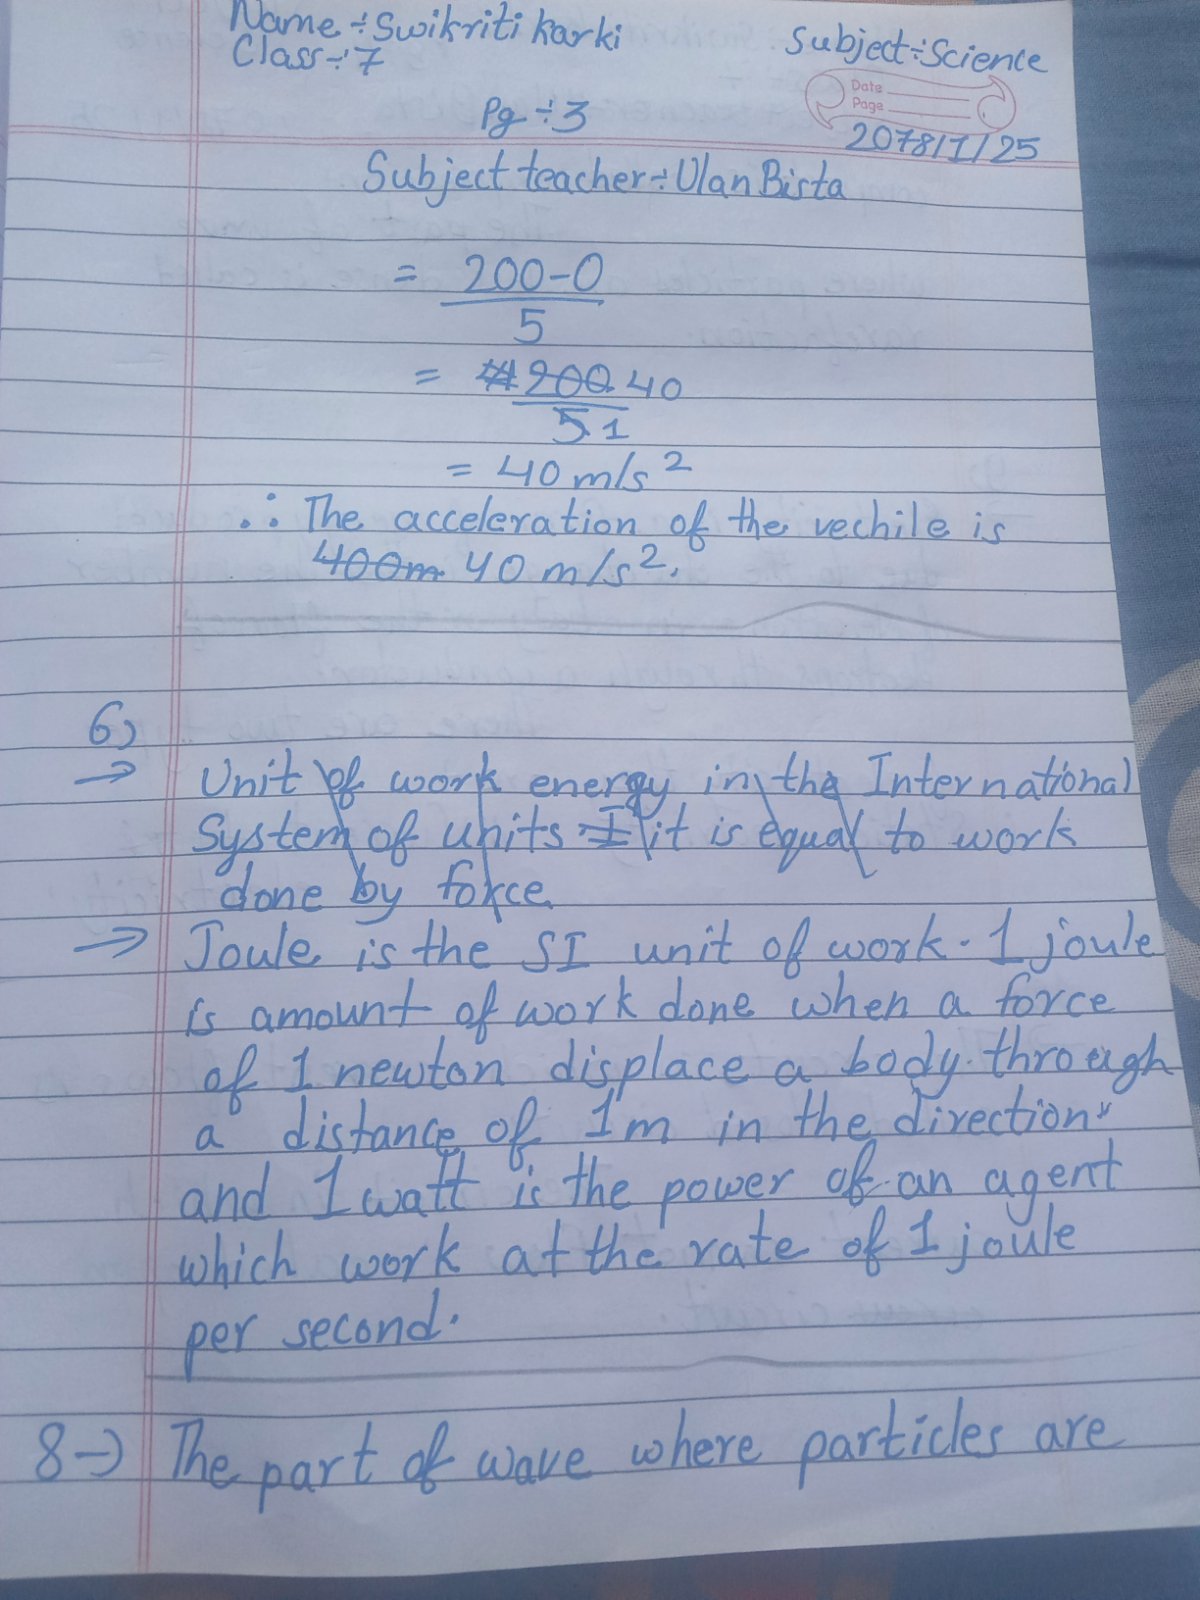 Name ÷ Swikriti Karki
Subject ÷ Science
Class ÷ 7
Date
Page
Pg ÷ 3
2078/1/25
Subject teacher ÷ Ulan Bista
= 200-0
5
= 200 40
5 1
= 40 m/s²
∴ The acceleration of the vechile is
400m 40 m/s².
6)
→ Unit of work energy in the International
System of units I it is equal to work
done by force
→ Joule is the SI unit of work. 1 joule
is amount of work done when a force
of 1 newton displace a body through
a distance of 1m in the direction
and 1 watt is the power of an agent
which work at the rate of 1 joule
per second.
8→ The part of wave where particles are